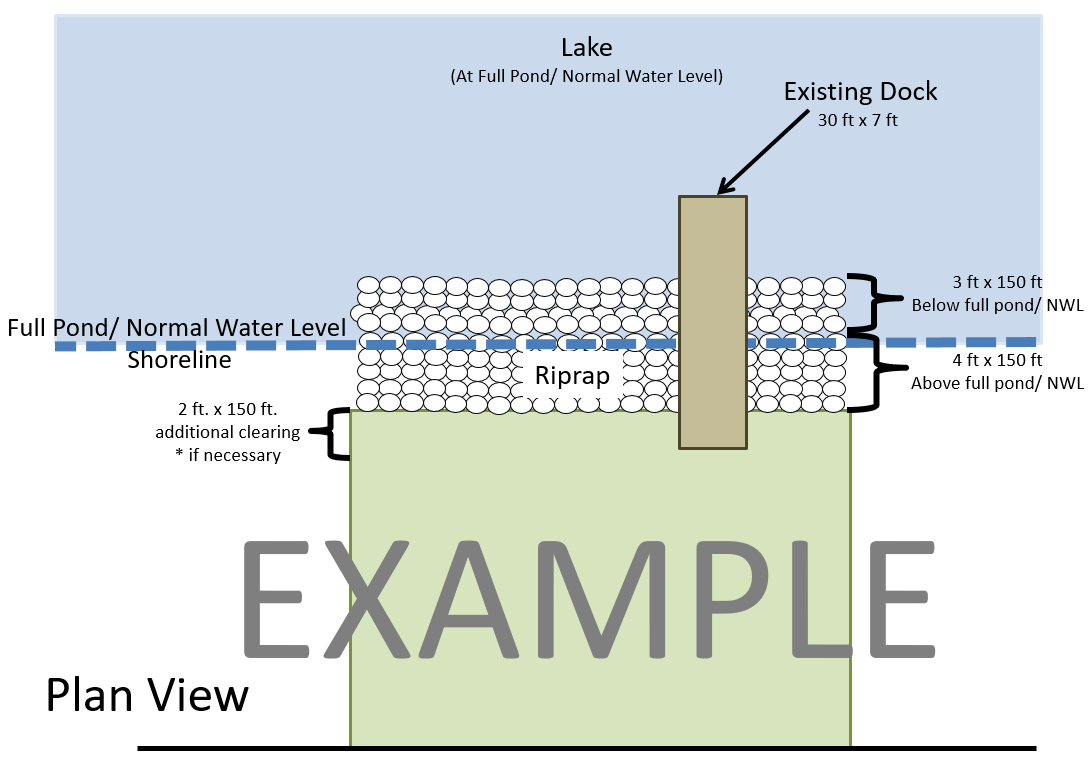 Lake
(At Full Pond/ Normal Water Level)
Existing Dock
30 ft x 7 ft
3 ft x 150 ft
Below full pond/ NWL
Full Pond/ Normal Water Level
Shoreline
4 ft x 150 ft
Above full pond/ NWL
Riprap
2 ft. x 150 ft.
additional clearing
* if necessary
EXAMPLE
Plan View